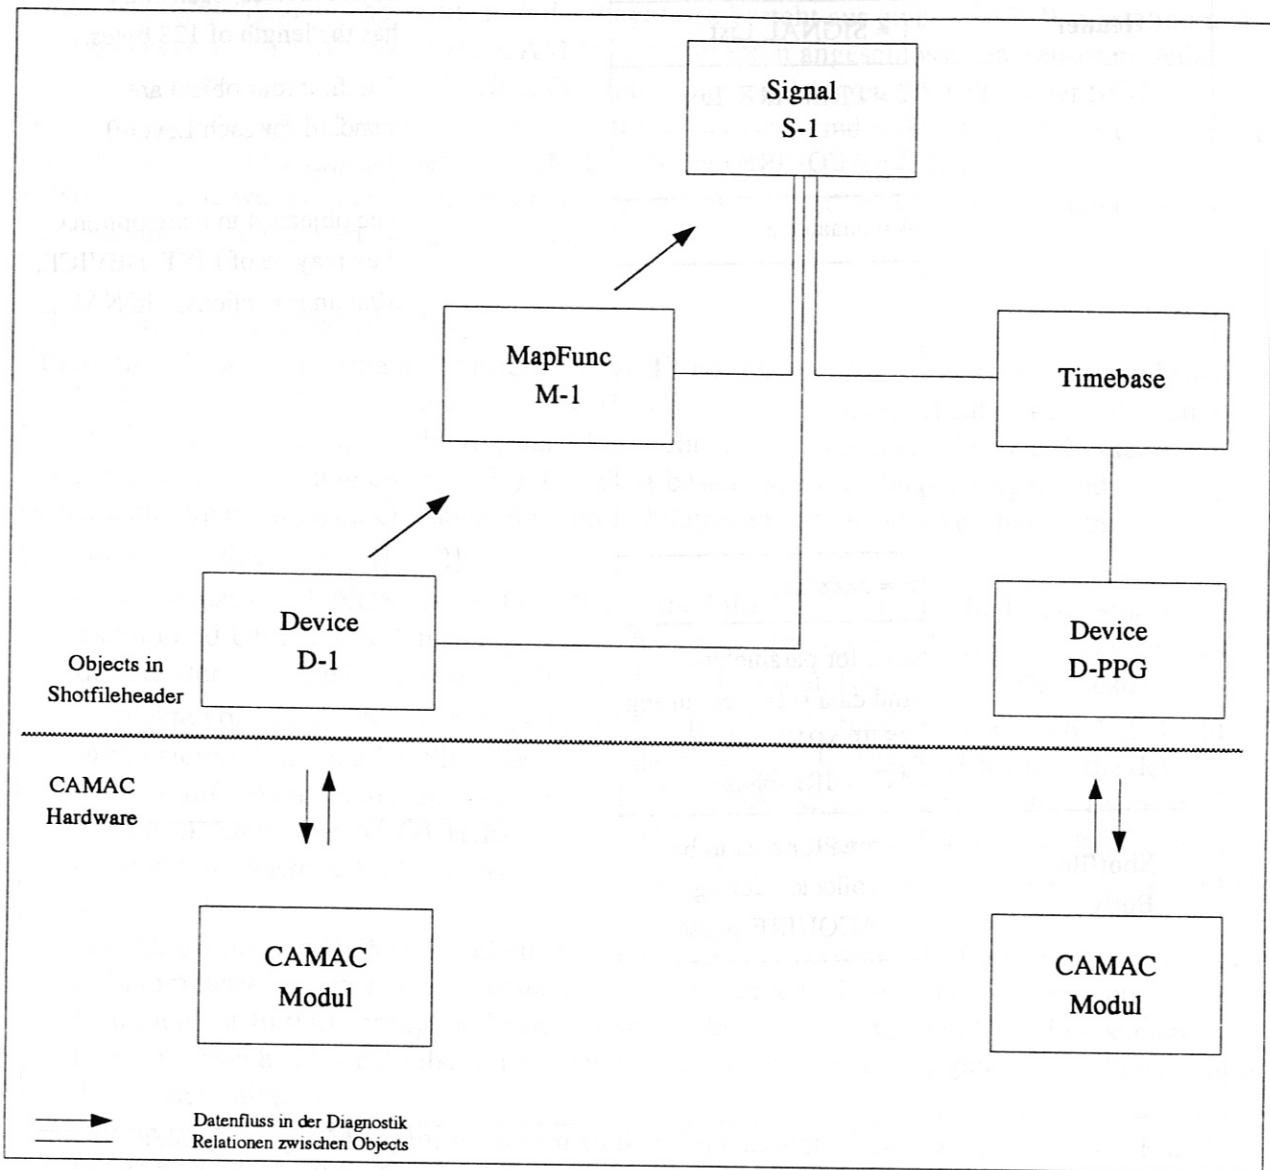 Signal
S-1
MapFunc
M-1
Timebase
Device
D-1
Device
D-PPG
Objects in
Shotfileheader
CAMAC
Hardware
CAMAC
Modul
CAMAC
Modul
Datenfluss in der Diagnostik
Relationen zwischen Objects